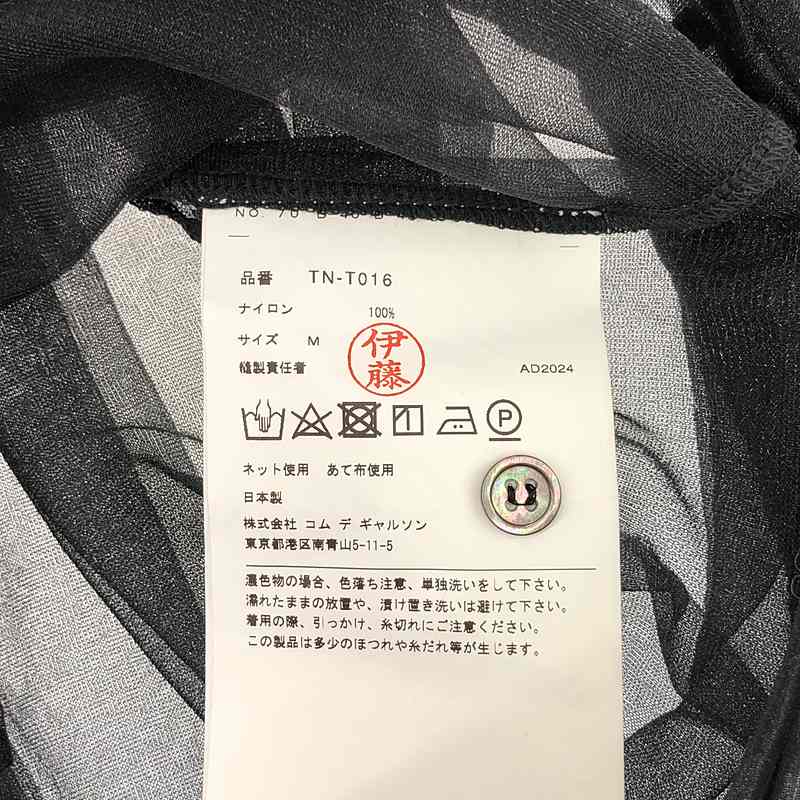 品番 TN-T016
ナイロン 100%
サイズ M
伊藤
縫製責任者 AD2024
P
ネット使用 あて布使用
日本製
株式会社 コム デ ギャルソン
東京都港区南青山5-11-5
濃色物の場合、色落ち注意、単独洗いをして下さい。
濡れたままの放置や、漬け置き洗いは避けて下さい。
着用の際、引っかけ、糸切れにご注意ください。
この製品は多少のほつれや糸だれ等が生じます。